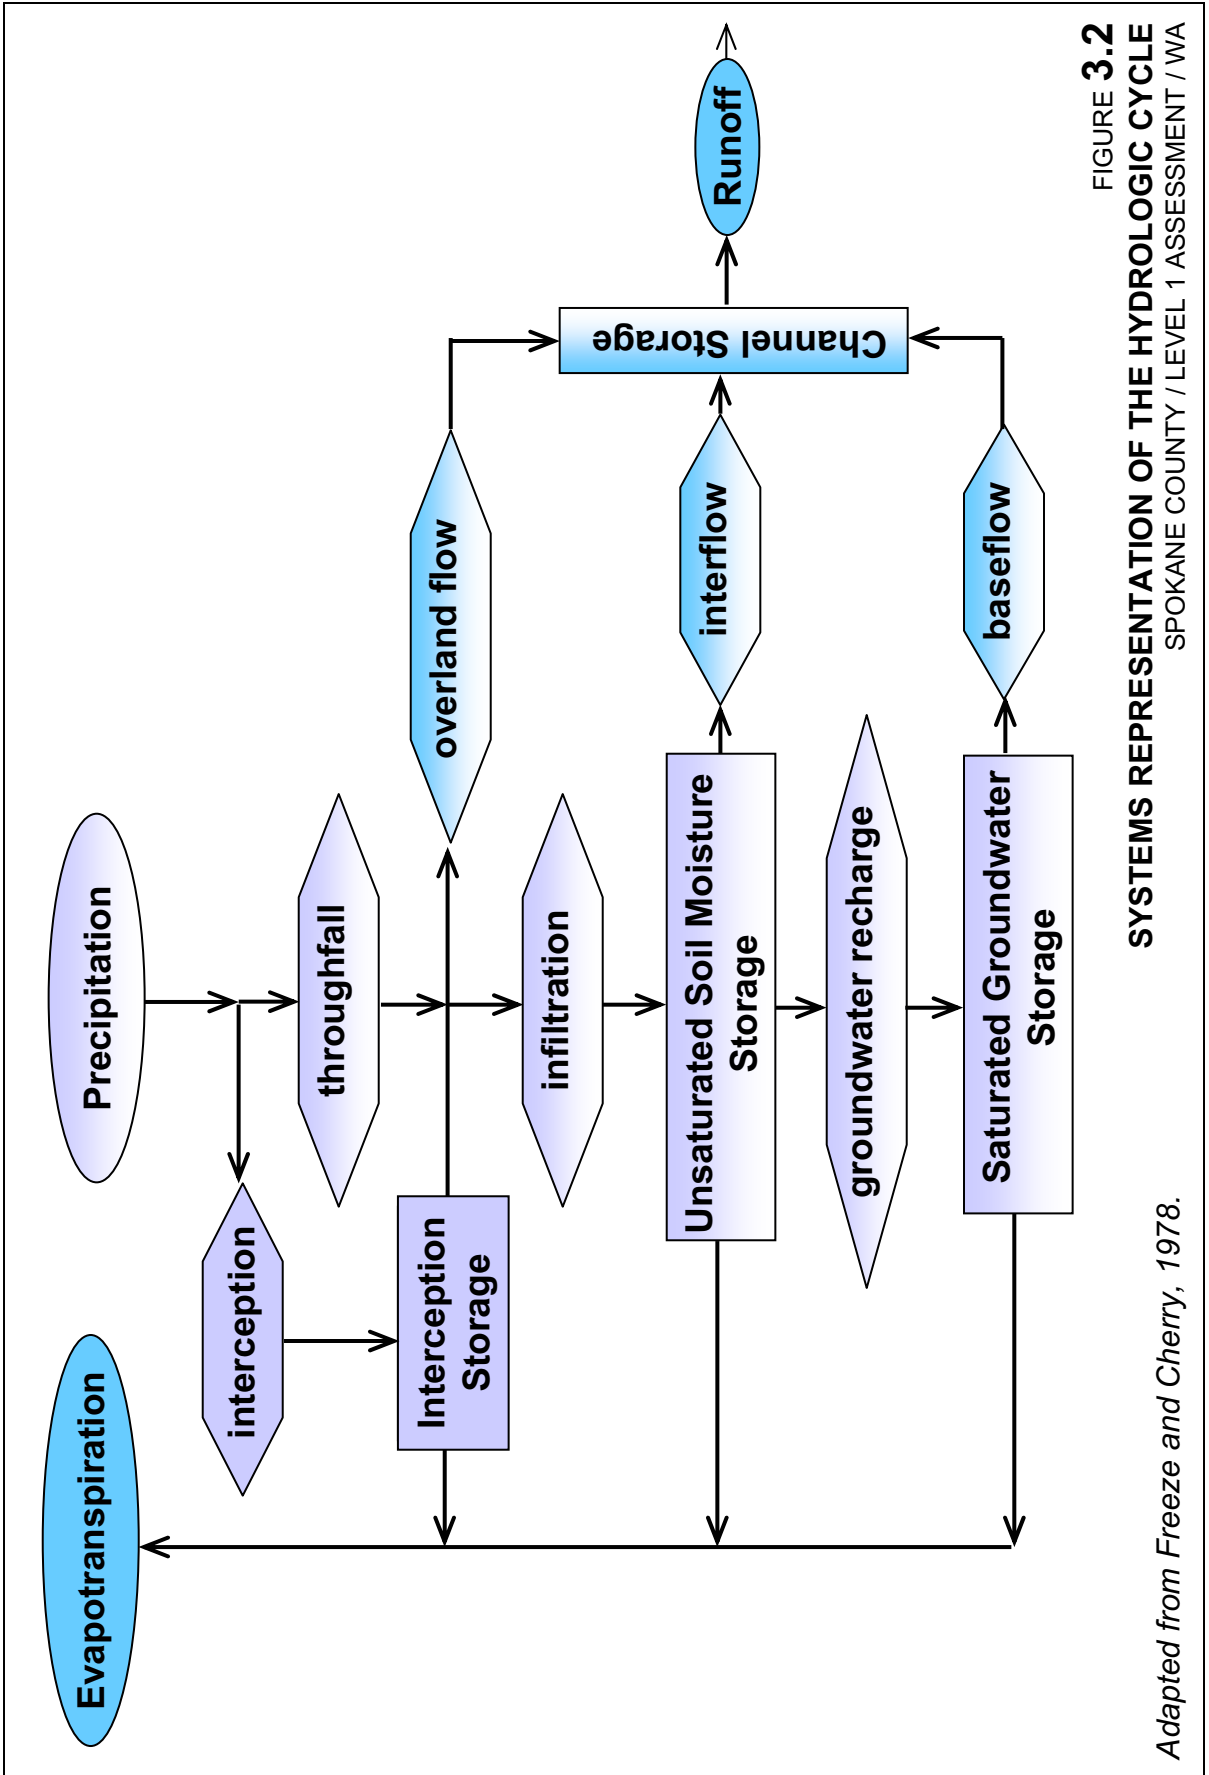 Evapotranspiration
Precipitation
interception
throughfall
Interception
Storage
overland flow
infiltration
Unsaturated Soil Moisture
Storage
interflow
Channel Storage
Runoff
groundwater recharge
Saturated Groundwater
Storage
baseflow
Adapted from Freeze and Cherry, 1978.
FIGURE 3.2
SYSTEMS REPRESENTATION OF THE HYDROLOGIC CYCLE
SPOKANE COUNTY / LEVEL 1 ASSESSMENT / WA